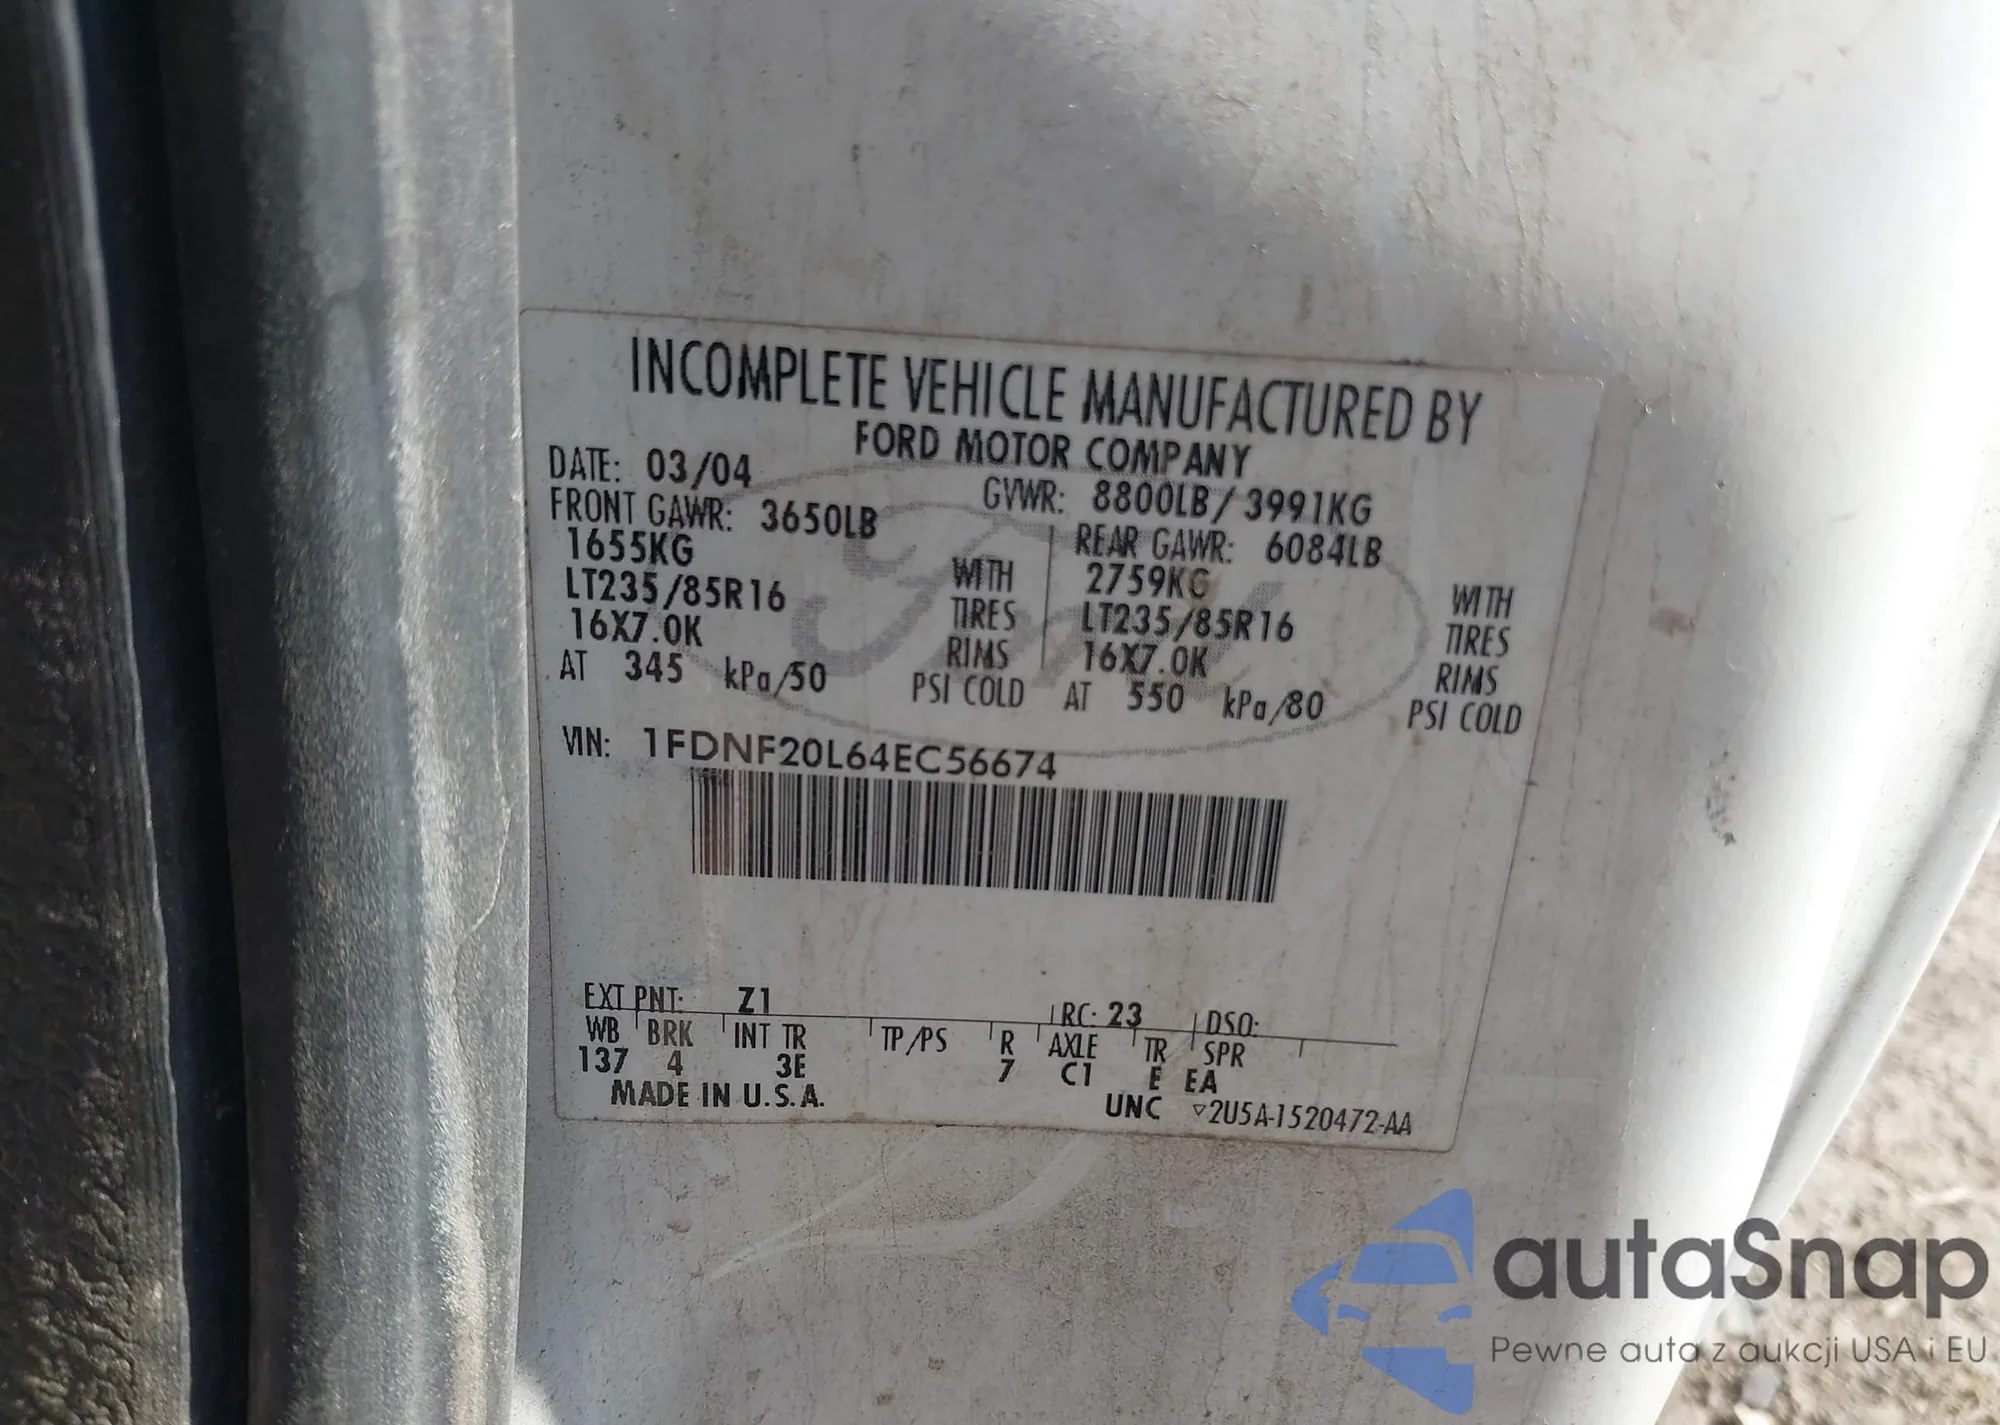 INCOMPLETE VEHICLE MANUFACTURED BY
FORD MOTOR COMPANY
DATE: 03/04
GVWR: 8800LB / 3991KG
FRONT GAWR: 3650LB
1655KG WITH
LT235/85R16 TIRES
16X7.0K RIMS
AT 345 kPa/50 PSI COLD
REAR GAWR: 6084LB
2759KG WITH
LT235/85R16 TIRES
16X7.0K RIMS
AT 550 kPa/80 PSI COLD
Ford
VIN: 1FDNF20L64EC56674
EXT PNT: Z1 RC: 23 DSO:
WB BRK INT TR TP/PS R AXLE TR SPR
137 4 3E 7 C1 E EA
MADE IN U.S.A.
UNC ▽2U5A-1520472-AA
autaSnap
Pewne auta z aukcji USA i EU